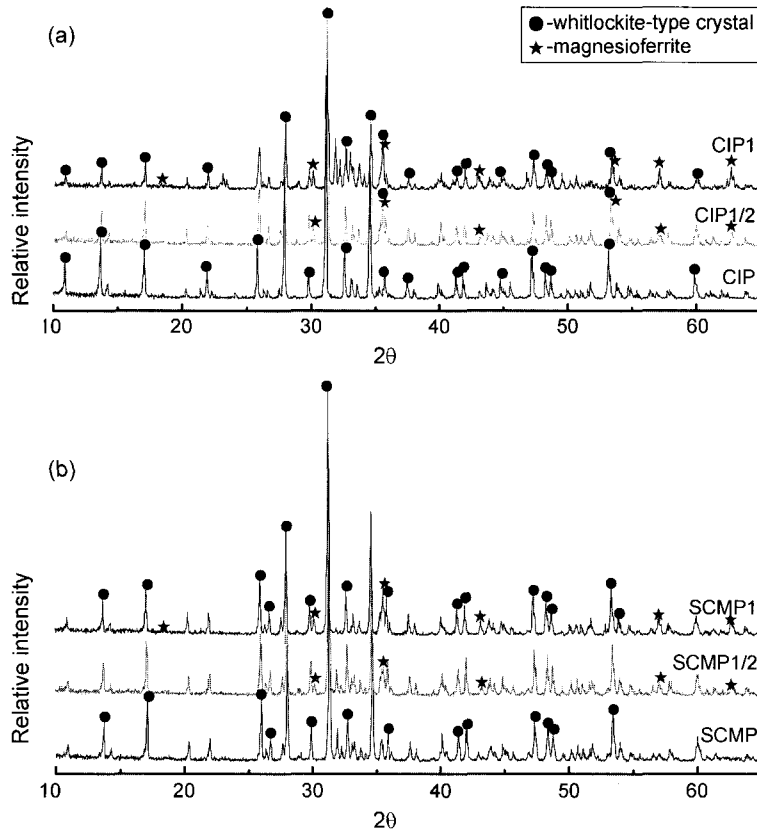 (a)
●-whitlockite-type crystal
★-magnesioferrite
Relative intensity
CIP1
CIP1/2
CIP
10 20 30 40 50 60
2θ
(b)
Relative intensity
SCMP1
SCMP1/2
SCMP
10 20 30 40 50 60
2θ